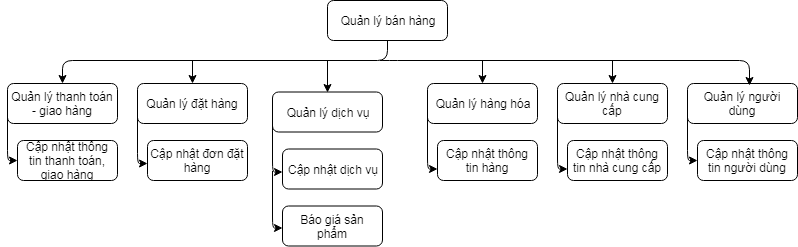 Quản lý bán hàng
Quản lý thanh toán
- giao hàng
Quản lý đặt hàng
Quản lý dịch vụ
Quản lý hàng hóa
Quản lý nhà cung
cấp
Quản lý người
dùng
Cập nhật thông
tin thanh toán,
giao hàng
Cập nhật đơn đặt
hàng
Cập nhật dịch vụ
Báo giá sản
phẩm
Cập nhật thông
tin hàng
Cập nhật thông
tin nhà cung cấp
Cập nhật thông
tin người dùng